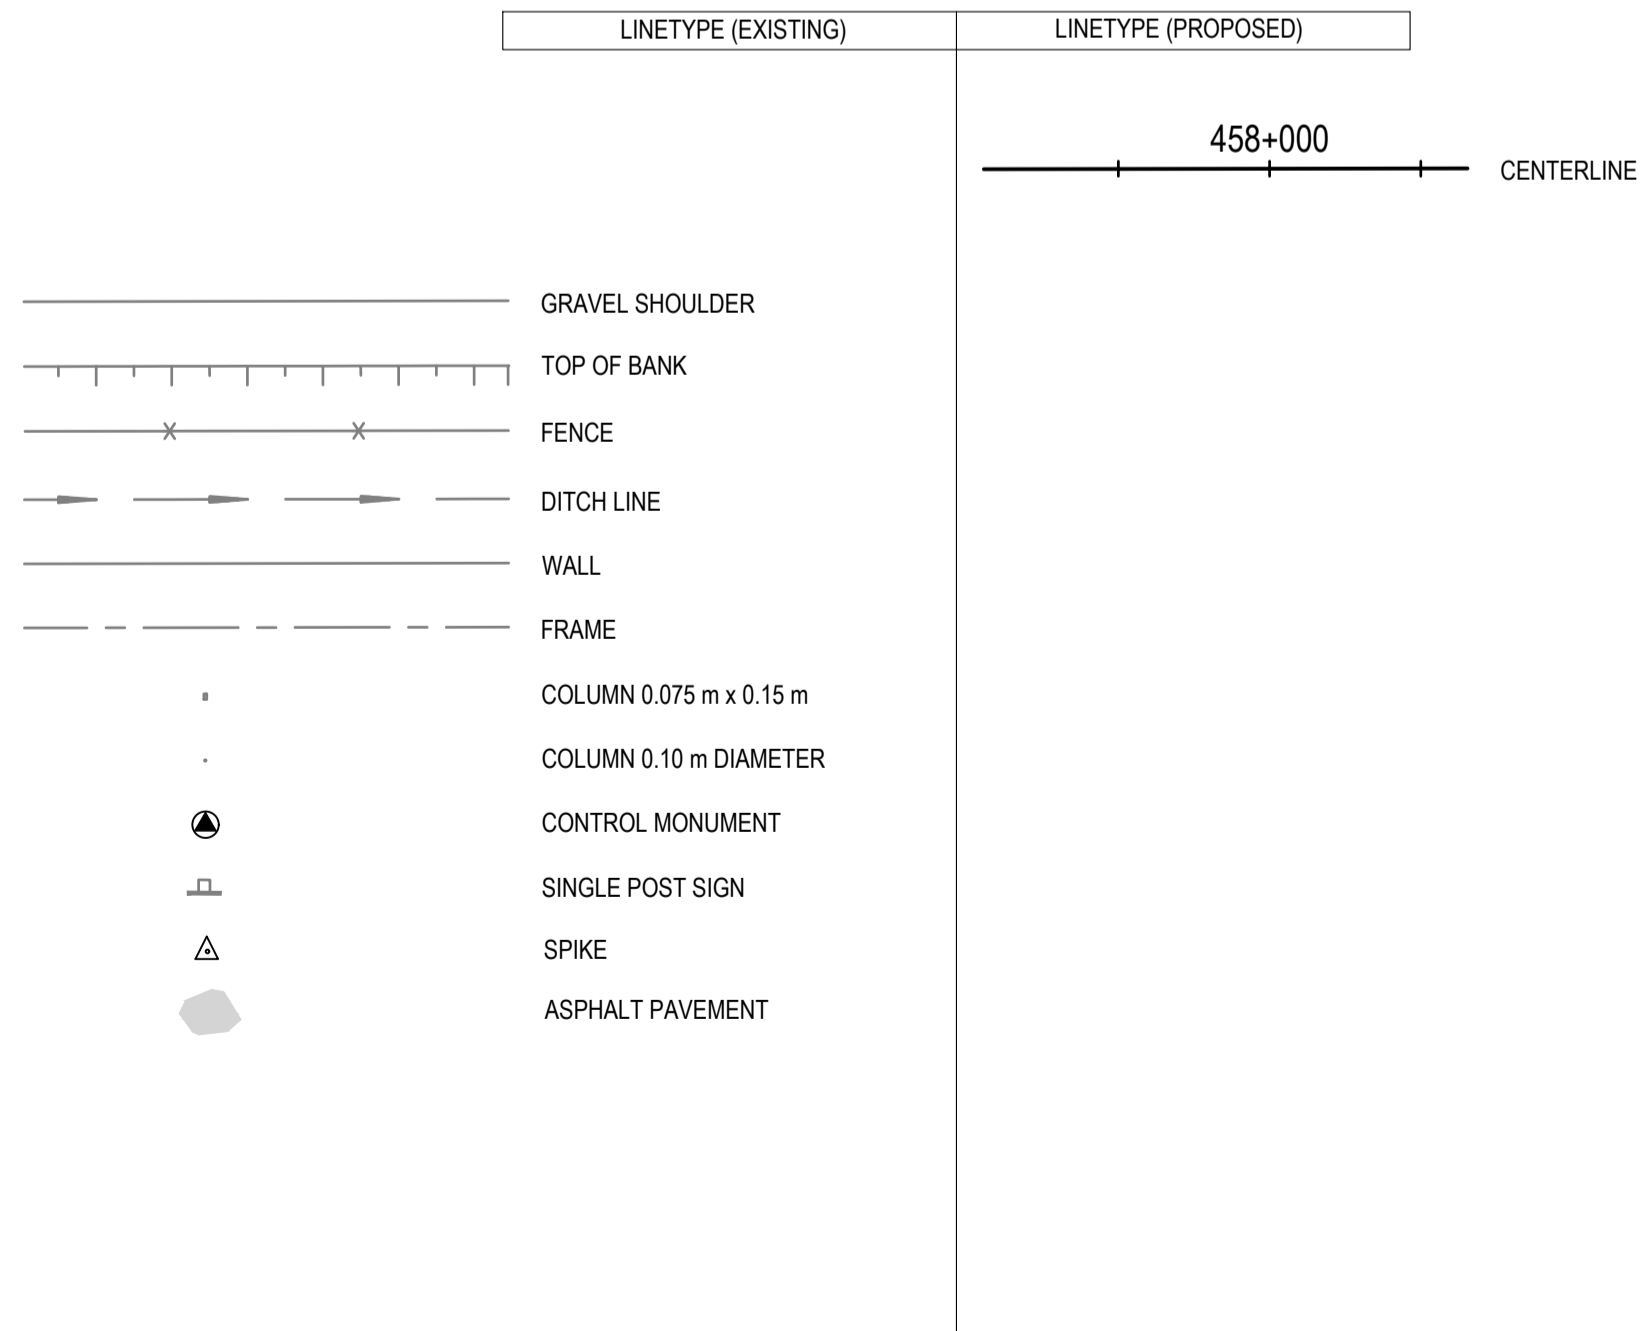 LINETYPE (EXISTING)
LINETYPE (PROPOSED)
458+000
CENTERLINE
GRAVEL SHOULDER
TOP OF BANK
FENCE
DITCH LINE
WALL
FRAME
COLUMN 0.075 m x 0.15 m
COLUMN 0.10 m DIAMETER
CONTROL MONUMENT
SINGLE POST SIGN
SPIKE
ASPHALT PAVEMENT